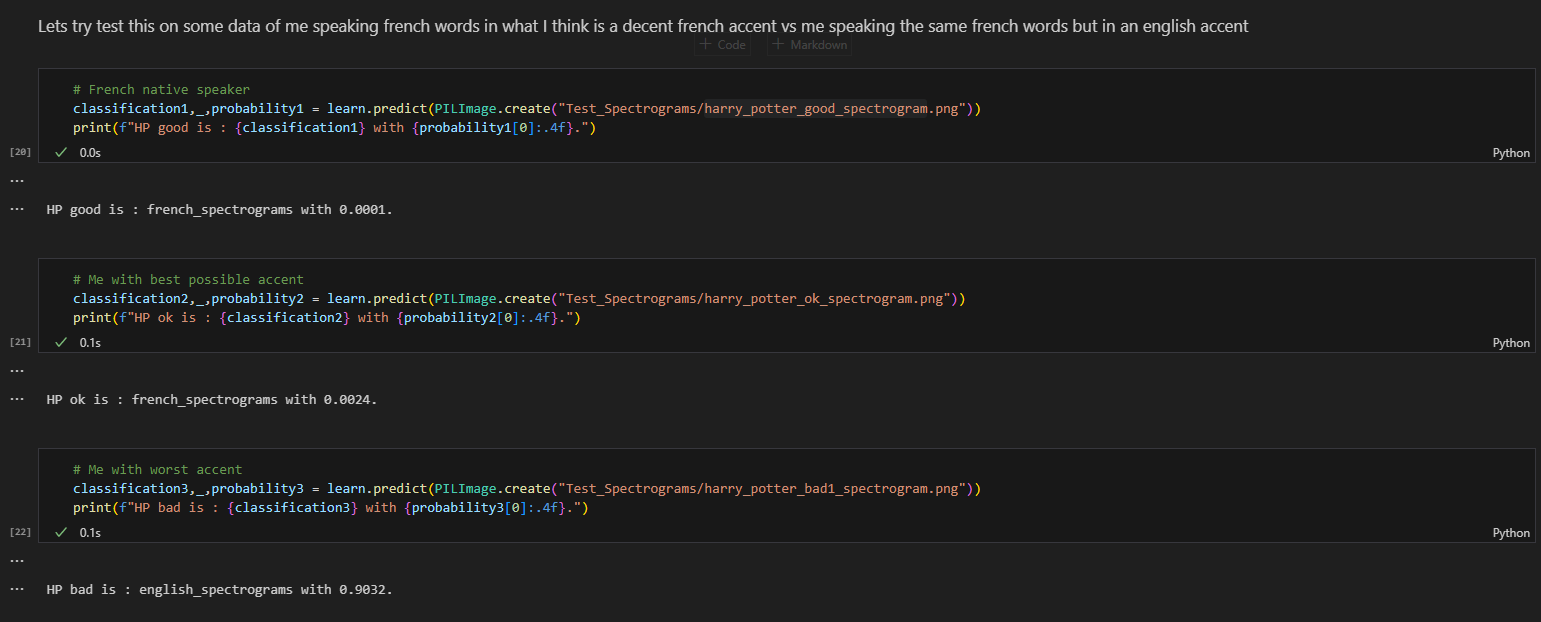 Lets try test this on some data of me speaking french words in what I think is a decent french accent vs me speaking the same french words but in an english accent
+ Code + Markdown
# French native speaker
classification1,_,probability1 = learn.predict(PILImage.create("Test_Spectrograms/harry_potter_good_spectrogram.png"))
print(f"HP good is : {classification1} with {probability1[0]:.4f}.")
[20] ✓ 0.0s Python
...
... HP good is : french_spectrograms with 0.0001.
# Me with best possible accent
classification2,_,probability2 = learn.predict(PILImage.create("Test_Spectrograms/harry_potter_ok_spectrogram.png"))
print(f"HP ok is : {classification2} with {probability2[0]:.4f}.")
[21] ✓ 0.1s Python
...
... HP ok is : french_spectrograms with 0.0024.
# Me with worst accent
classification3,_,probability3 = learn.predict(PILImage.create("Test_Spectrograms/harry_potter_bad1_spectrogram.png"))
print(f"HP bad is : {classification3} with {probability3[0]:.4f}.")
[22] ✓ 0.1s Python
...
... HP bad is : english_spectrograms with 0.9032.